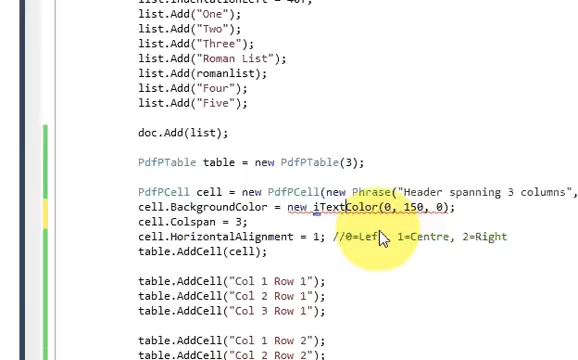 list.IndentationLeft = 40f;
list.Add("One");
list.Add("Two");
list.Add("Three");
list.Add("Roman List");
list.Add(romanlist);
list.Add("Four");
list.Add("Five");
doc.Add(list);
PdfPTable table = new PdfPTable(3);
PdfPCell cell = new PdfPCell(new Phrase("Header spanning 3 columns",
cell.BackgroundColor = new iTextColor(0, 150, 0);
cell.Colspan = 3;
cell.HorizontalAlignment = 1; //0=Left, 1=Centre, 2=Right
table.AddCell(cell);
table.AddCell("Col 1 Row 1");
table.AddCell("Col 2 Row 1");
table.AddCell("Col 3 Row 1");
table.AddCell("Col 1 Row 2");
table.AddCell("Col 2 Row 2");